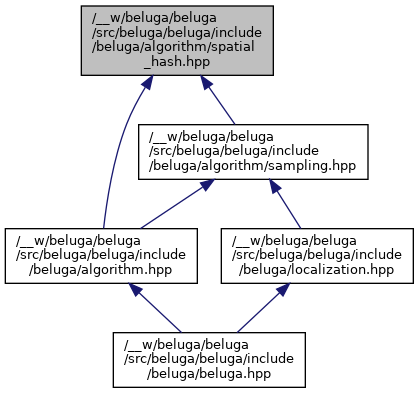 /__w/beluga/beluga
/src/beluga/beluga/include
/beluga/algorithm/spatial
_hash.hpp
/__w/beluga/beluga
/src/beluga/beluga/include
/beluga/algorithm/sampling.hpp
/__w/beluga/beluga
/src/beluga/beluga/include
/beluga/algorithm.hpp
/__w/beluga/beluga
/src/beluga/beluga/include
/beluga/localization.hpp
/__w/beluga/beluga
/src/beluga/beluga/include
/beluga/beluga.hpp